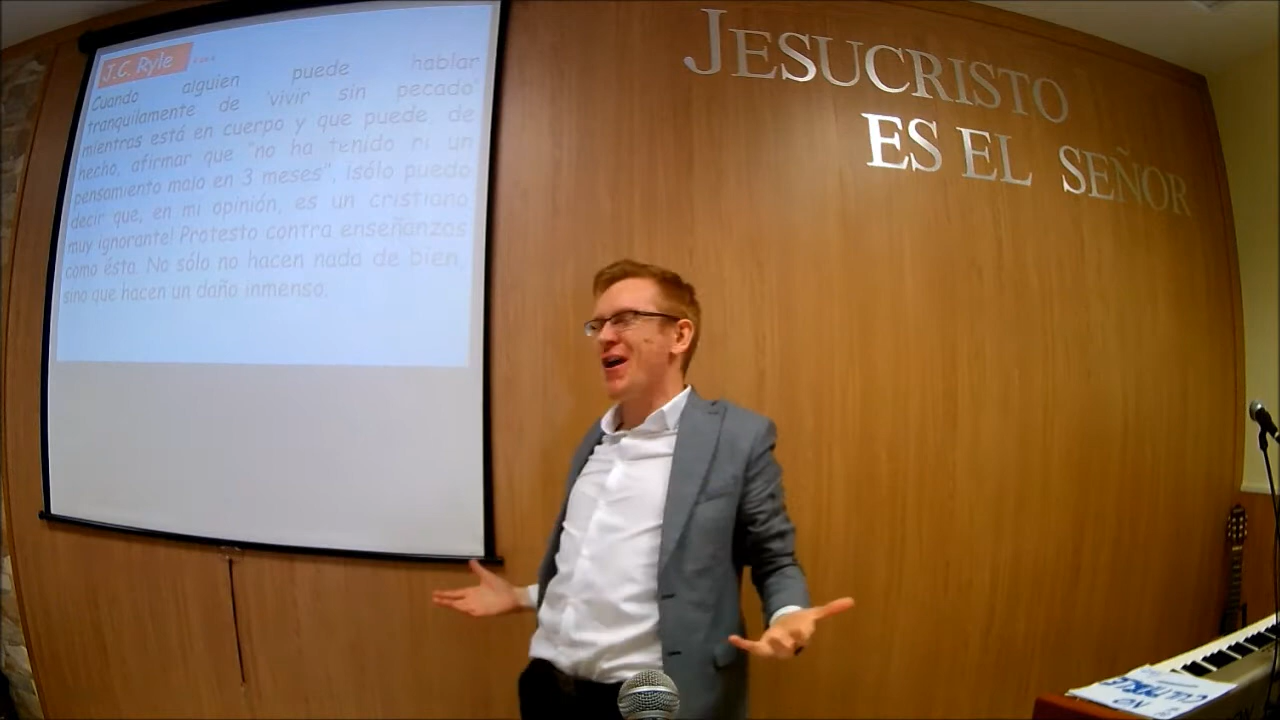 J.C. Ryle
Cuando alguien puede hablar
tranquilamente de 'vivir sin pecado'
mientras está en cuerpo y que puede, de
hecho, afirmar que "no ha tenido ni un
pensamiento malo en 3 meses", ¡sólo puedo
decir que, en mi opinión, es un cristiano
muy ignorante! Protesto contra enseñanzas
como ésta. No sólo no hacen nada de bien,
sino que hacen un daño inmenso.
JESUCRISTO
ES EL SEÑOR
NO